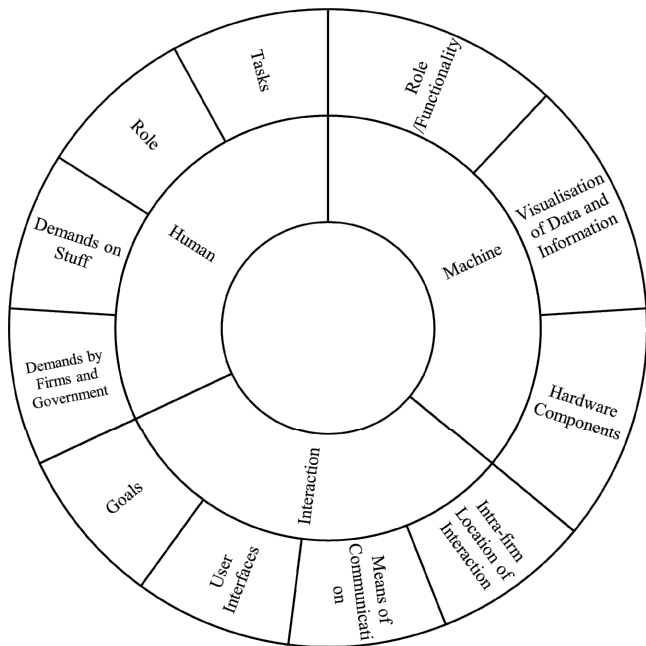 Tasks
Role
/Functionality
Visualisation
of Data and
Information
Hardware
Components
Intra-firm
Location of
Interaction
Means of
Communicati
on
User
Interfaces
Goals
Demands by
Firms and
Government
Demands on
Stuff
Role
Human
Machine
Interaction